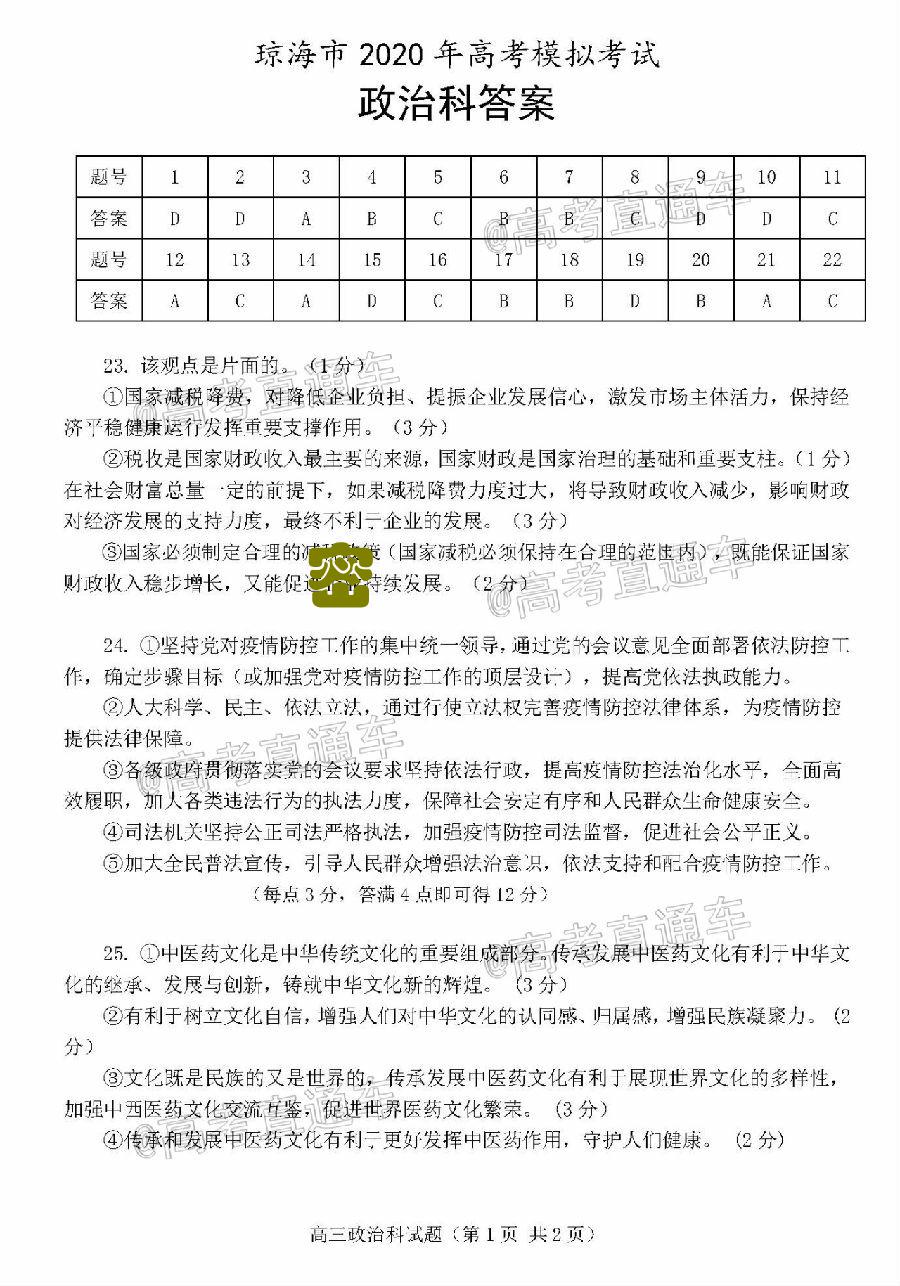 琼海市 2020 年高考模拟考试
政治科答案
题号 1 2 3 4 5 6 7 8 9 10 11
答案 D D A B C B B C D D C
题号 12 13 14 15 16 17 18 19 20 21 22
答案 A C A D C B B D B A C
23. 该观点是片面的。（1 分）
①国家减税降费，对降低企业负担、提振企业发展信心，激发市场主体活力，保持经
济平稳健康运行发挥重要支撑作用。（3 分）
②税收是国家财政收入最主要的来源，国家财政是国家治理的基础和重要支柱。（1 分）
在社会财富总量一定的前提下，如果减税降费力度过大，将导致财政收入减少，影响财政
对经济发展的支持力度，最终不利于企业的发展。（3 分）
③国家必须制定合理的减税政策（国家减税必须保持在合理的范围内），既能保证国家
财政收入稳步增长，又能促进 持续发展。（2 分）
24. ①坚持党对疫情防控工作的集中统一领导，通过党的会议意见全面部署依法防控工
作，确定步骤目标（或加强党对疫情防控工作的顶层设计），提高党依法执政能力。
②人大科学、民主、依法立法，通过行使立法权完善疫情防控法律体系，为疫情防控
提供法律保障。
③各级政府贯彻落实党的会议要求坚持依法行政，提高疫情防控法治化水平，全面高
效履职，加大各类违法行为的执法力度，保障社会安定有序和人民群众生命健康安全。
④司法机关坚持公正司法严格执法，加强疫情防控司法监督，促进社会公平正义。
⑤加大全民普法宣传，引导人民群众增强法治意识，依法支持和配合疫情防控工作。
（每点 3 分，答满 4 点即可得 12 分）
25. ①中医药文化是中华传统文化的重要组成部分。传承发展中医药文化有利于中华文
化的继承、发展与创新，铸就中华文化新的辉煌。（3 分）
②有利于树立文化自信，增强人们对中华文化的认同感、归属感，增强民族凝聚力。（2
分）
③文化既是民族的又是世界的，传承发展中医药文化有利于展现世界文化的多样性，
加强中西医药文化交流互鉴，促进世界医药文化繁荣。（3 分）
④传承和发展中医药文化有利于更好发挥中医药作用，守护人们健康。（2 分）
高三政治科试题（第 1 页 共 2 页）
@高考直通车
@高考直通车
@高考直通车
@高考直通车
@高考直通车
@高考直通车